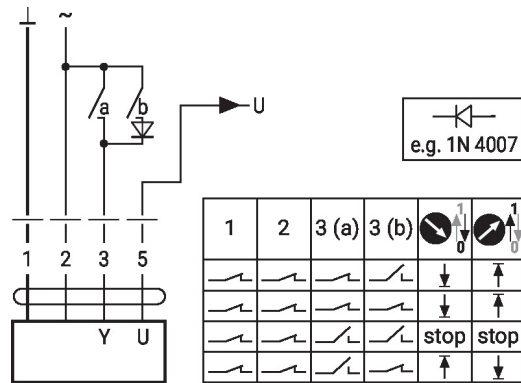 ⊥ ~
a b
U
e.g. 1N 4007
1 2 3 5
Y U
1 2 3 (a) 3 (b) 1 0 1 0
stop stop